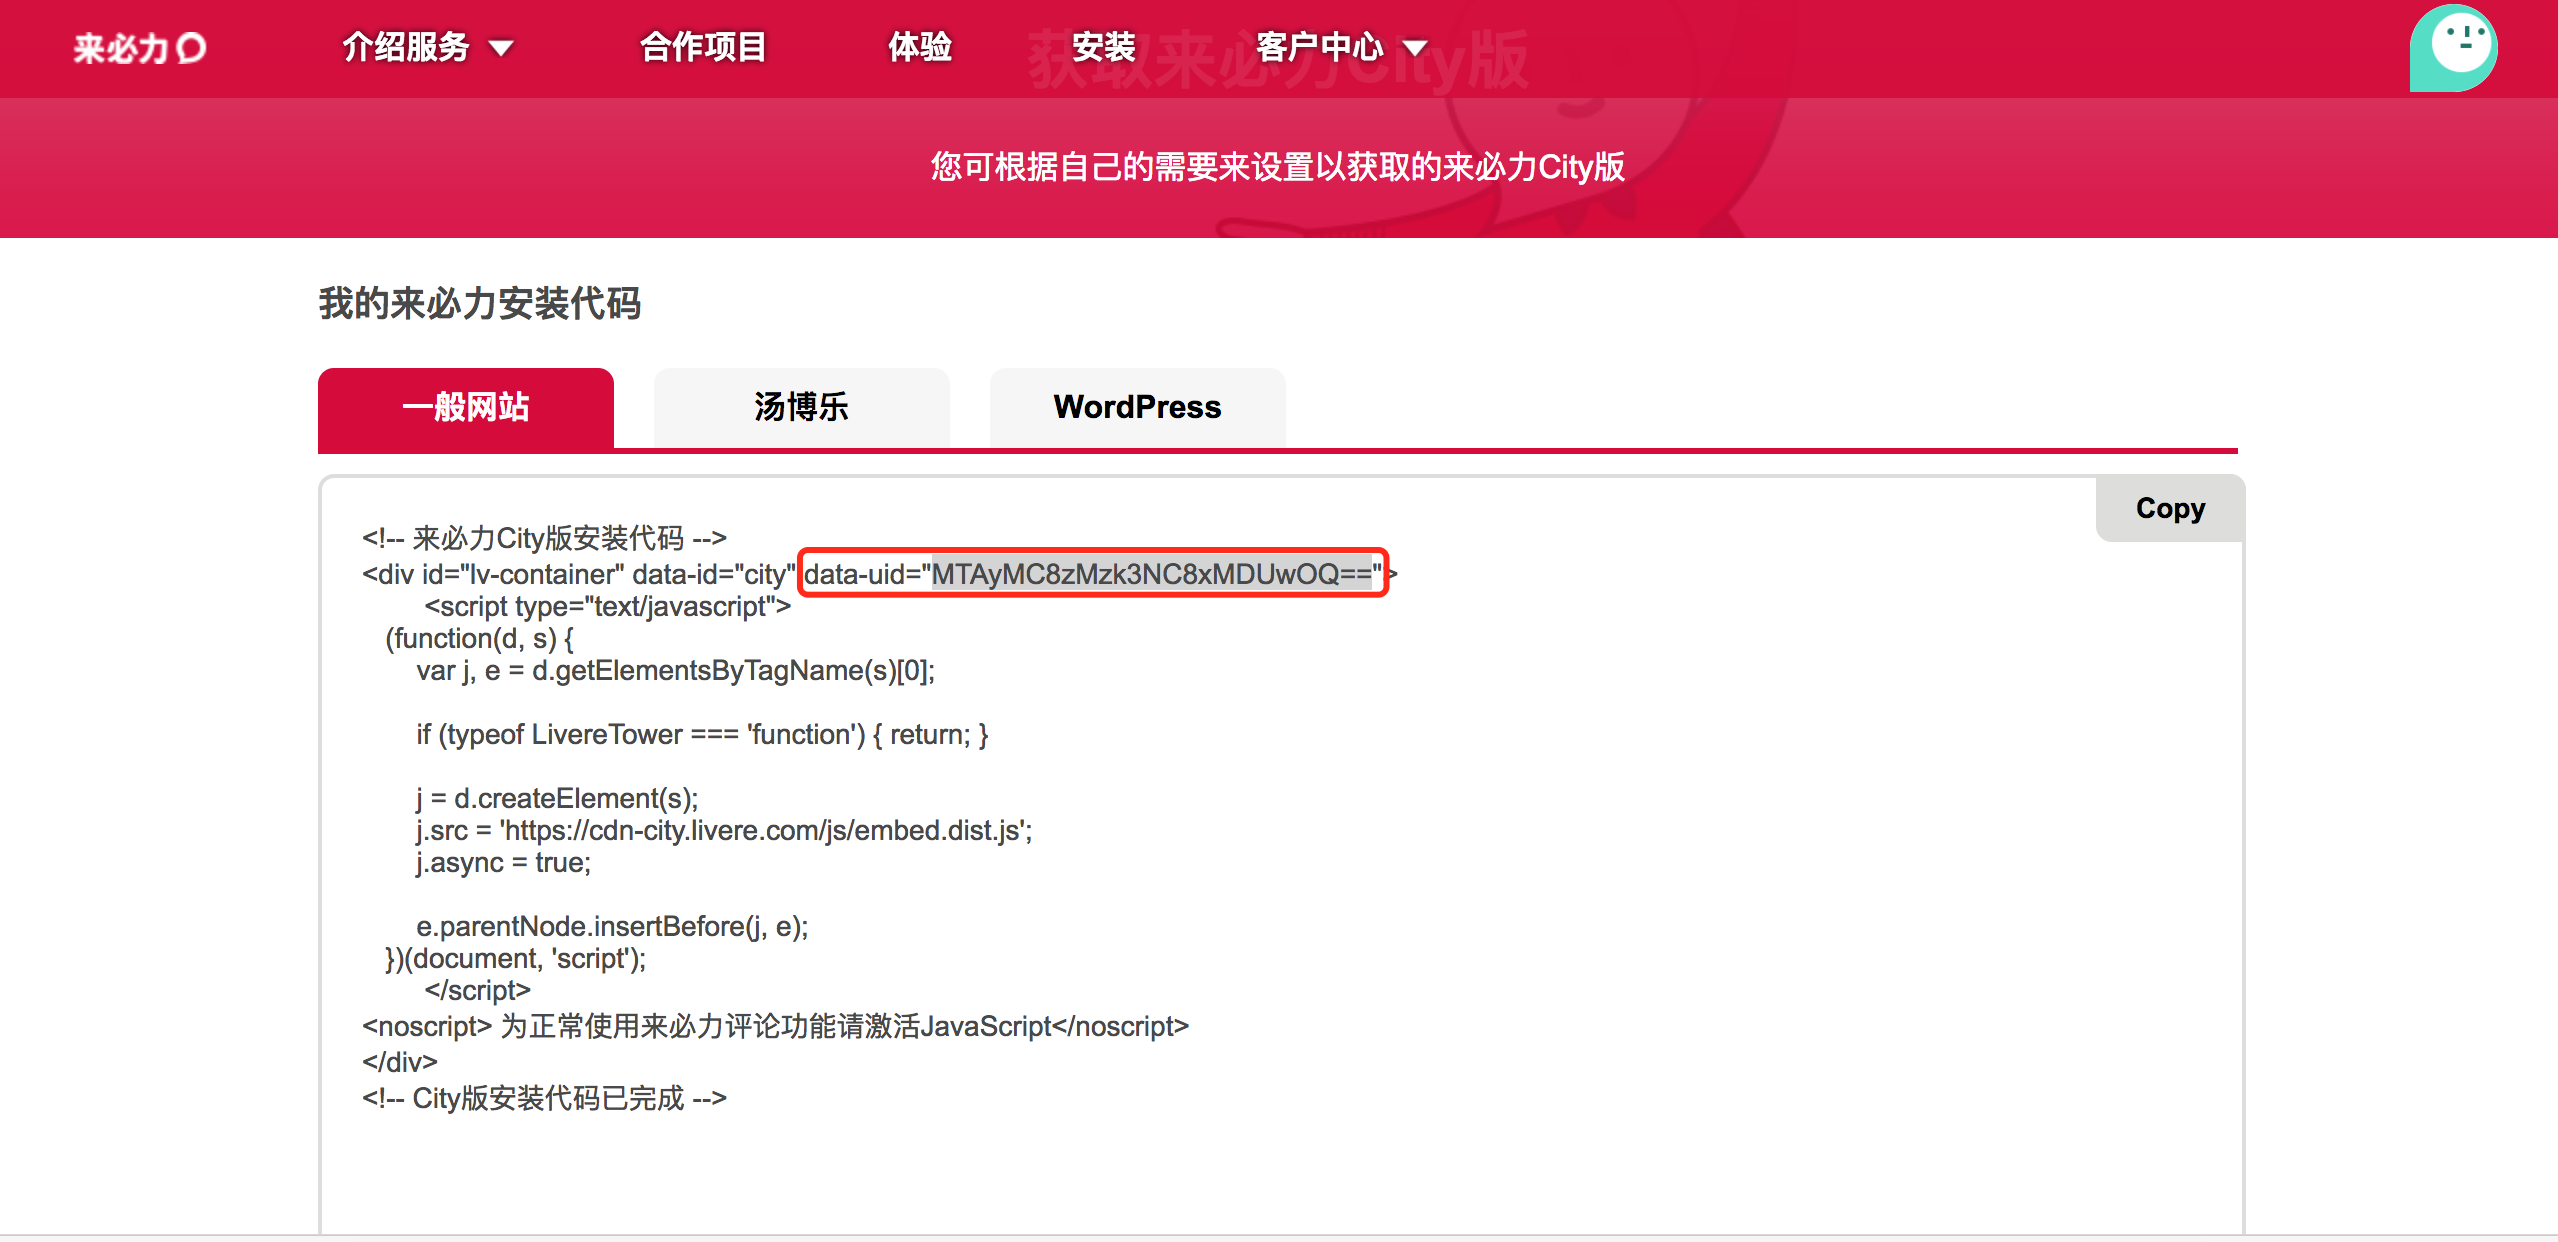 来必力
介绍服务
合作项目
体验
安装
客户中心
获取来必力City版
您可根据自己的需要来设置以获取的来必力City版
我的来必力安装代码
一般网站
汤博乐
WordPress
Copy
<!-- 来必力City版安装代码 -->
<div id="lv-container" data-id="city" data-uid="MTAyMC8zMzk3NC8xMDUwOQ==">
<script type="text/javascript">
(function(d, s) {
var j, e = d.getElementsByTagName(s)[0];
if (typeof LivereTower === 'function') { return; }
j = d.createElement(s);
j.src = 'https://cdn-city.livere.com/js/embed.dist.js';
j.async = true;
e.parentNode.insertBefore(j, e);
})(document, 'script');
</script>
<noscript> 为正常使用来必力评论功能请激活JavaScript</noscript>
</div>
<!-- City版安装代码已完成 -->